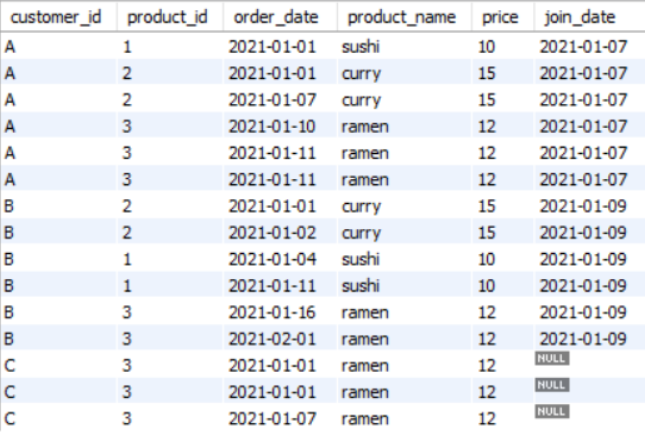 customer_id product_id order_date product_name price join_date
A 1 2021-01-01 sushi 10 2021-01-07
A 2 2021-01-01 curry 15 2021-01-07
A 2 2021-01-07 curry 15 2021-01-07
A 3 2021-01-10 ramen 12 2021-01-07
A 3 2021-01-11 ramen 12 2021-01-07
A 3 2021-01-11 ramen 12 2021-01-07
B 2 2021-01-01 curry 15 2021-01-09
B 2 2021-01-02 curry 15 2021-01-09
B 1 2021-01-04 sushi 10 2021-01-09
B 1 2021-01-11 sushi 10 2021-01-09
B 3 2021-01-16 ramen 12 2021-01-09
B 3 2021-02-01 ramen 12 2021-01-09
C 3 2021-01-01 ramen 12 NULL
C 3 2021-01-01 ramen 12 NULL
C 3 2021-01-07 ramen 12 NULL